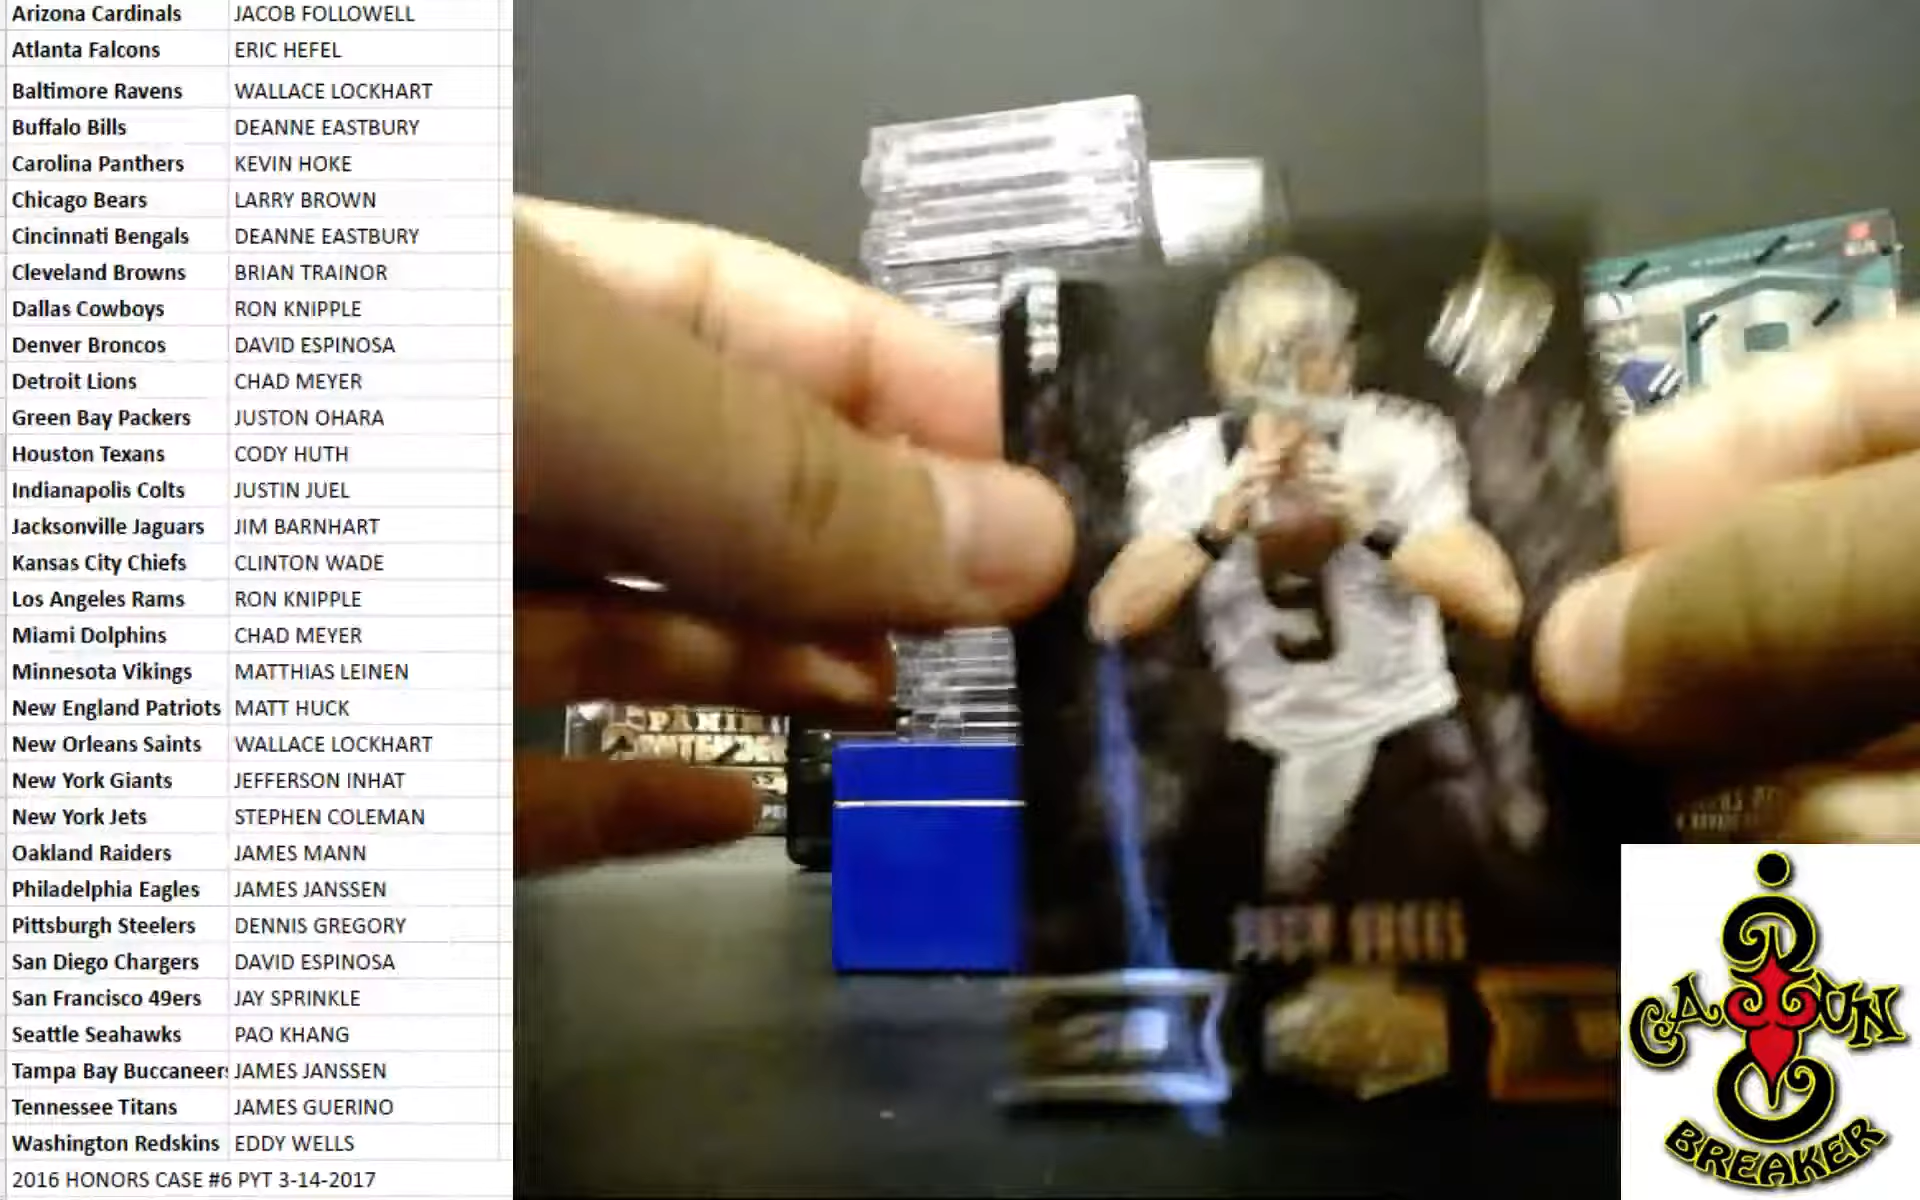 Arizona Cardinals JACOB FOLLOWELL
Atlanta Falcons ERIC HEFEL
Baltimore Ravens WALLACE LOCKHART
Buffalo Bills DEANNE EASTBURY
Carolina Panthers KEVIN HOKE
Chicago Bears LARRY BROWN
Cincinnati Bengals DEANNE EASTBURY
Cleveland Browns BRIAN TRAINOR
Dallas Cowboys RON KNIPPLE
Denver Broncos DAVID ESPINOSA
Detroit Lions CHAD MEYER
Green Bay Packers JUSTON OHARA
Houston Texans CODY HUTH
Indianapolis Colts JUSTIN JUEL
Jacksonville Jaguars JIM BARNHART
Kansas City Chiefs CLINTON WADE
Los Angeles Rams RON KNIPPLE
Miami Dolphins CHAD MEYER
Minnesota Vikings MATTHIAS LEINEN
New England Patriots MATT HUCK
New Orleans Saints WALLACE LOCKHART
New York Giants JEFFERSON INHAT
New York Jets STEPHEN COLEMAN
Oakland Raiders JAMES MANN
Philadelphia Eagles JAMES JANSSEN
Pittsburgh Steelers DENNIS GREGORY
San Diego Chargers DAVID ESPINOSA
San Francisco 49ers JAY SPRINKLE
Seattle Seahawks PAO KHANG
Tampa Bay Buccaneers JAMES JANSSEN
Tennessee Titans JAMES GUERINO
Washington Redskins EDDY WELLS
2016 HONORS CASE #6 PYT 3-14-2017
DREW BREES
CAJUN
BREAKER